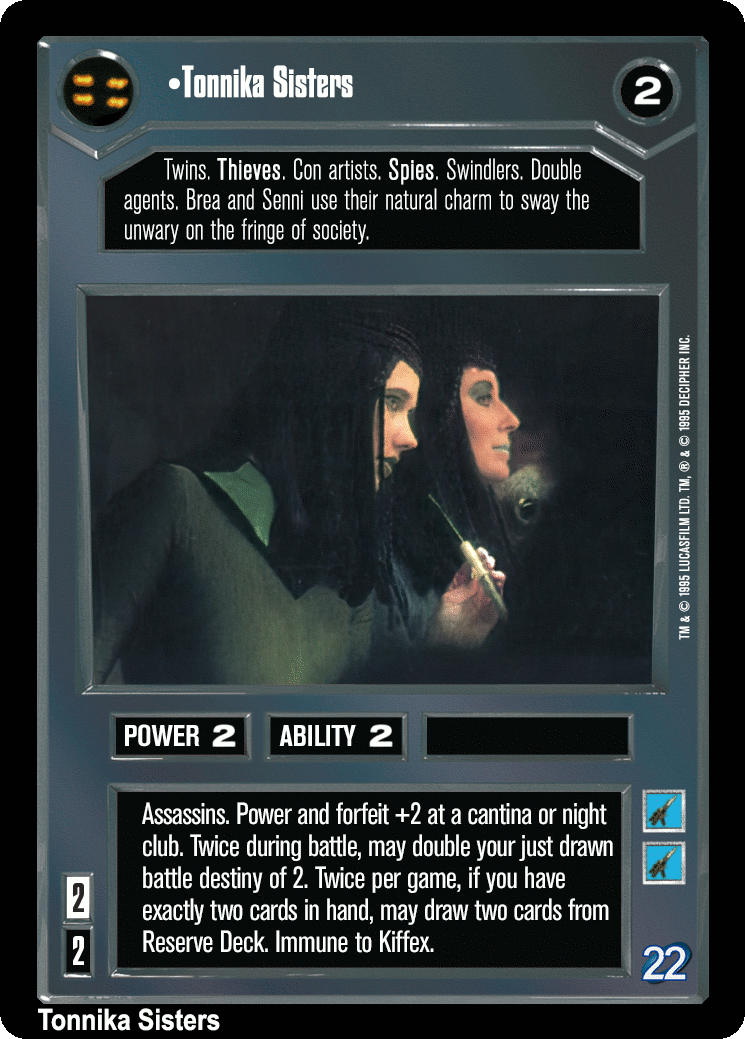 •Tonnika Sisters
2
Twins. Thieves. Con artists. Spies. Swindlers. Double
agents. Brea and Senni use their natural charm to sway the
unwary on the fringe of society.
TM & © 1995 LUCASFILM LTD. TM, ® & © 1995 DECIPHER INC.
POWER 2
ABILITY 2
Assassins. Power and forfeit +2 at a cantina or night
club. Twice during battle, may double your just drawn
battle destiny of 2. Twice per game, if you have
exactly two cards in hand, may draw two cards from
Reserve Deck. Immune to Kiffex.
2
2
22
Tonnika Sisters